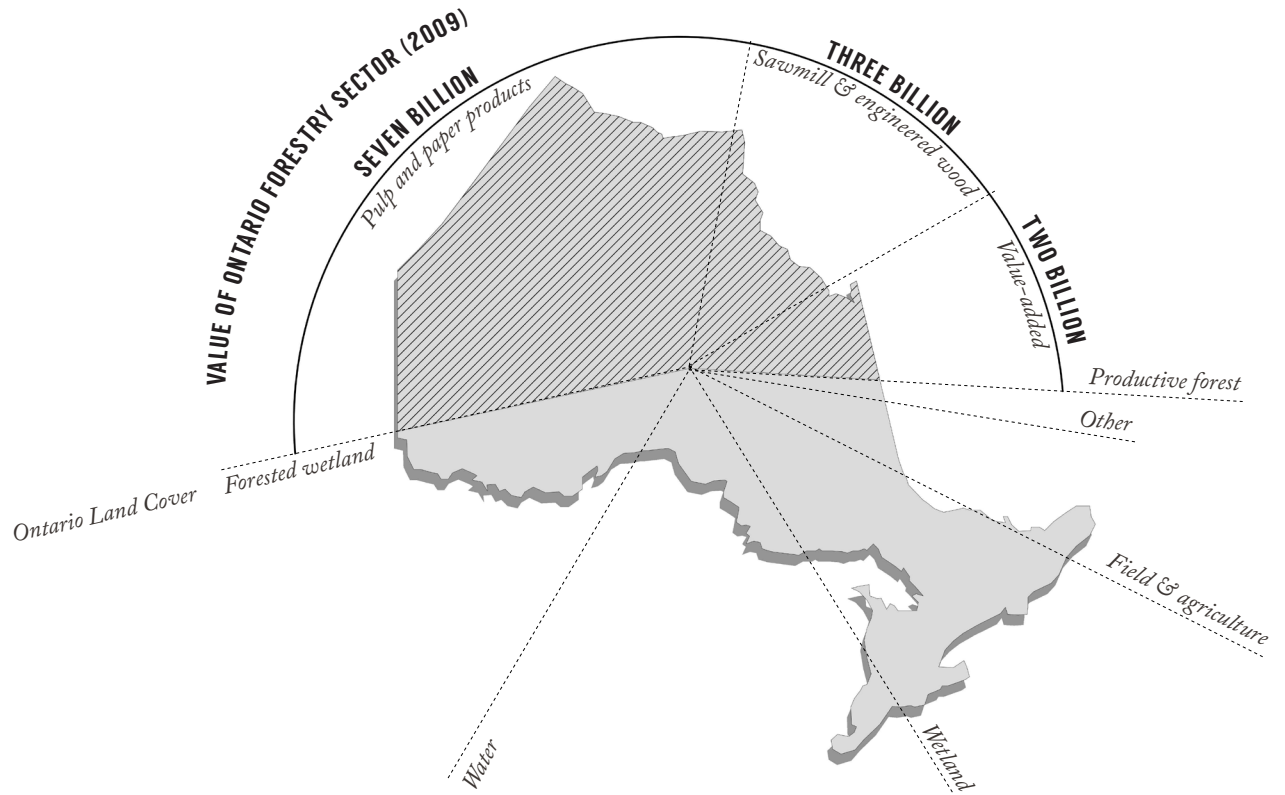 VALUE OF ONTARIO FORESTRY SECTOR (2009)
SEVEN BILLION
Pulp and paper products
THREE BILLION
Sawmill & engineered wood
TWO BILLION
Value-added
Productive forest
Other
Field & agriculture
Wetland
Water
Forested wetland
Ontario Land Cover